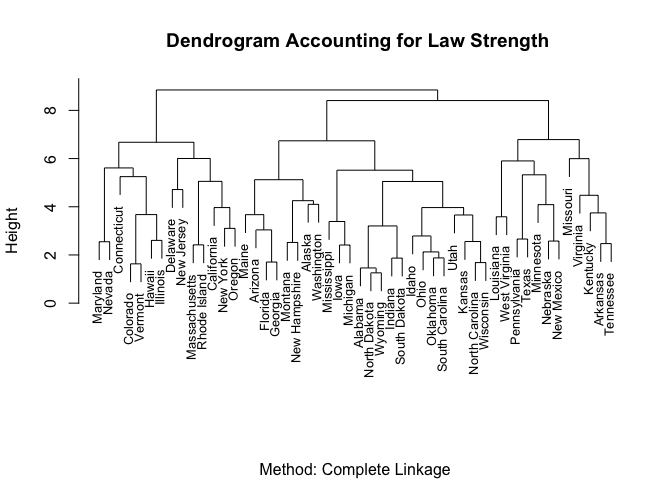 Dendrogram Accounting for Law Strength
Height
8
6
4
2
0
Maryland
Nevada
Connecticut
Colorado
Vermont
Hawaii
Illinois
Delaware
New Jersey
Massachusetts
Rhode Island
California
New York
Oregon
Maine
Arizona
Florida
Georgia
Montana
New Hampshire
Alaska
Washington
Mississippi
Iowa
Michigan
Alabama
North Dakota
Wyoming
Indiana
South Dakota
Idaho
Ohio
Oklahoma
South Carolina
Utah
Kansas
North Carolina
Wisconsin
Louisiana
West Virginia
Pennsylvania
Texas
Minnesota
Nebraska
New Mexico
Missouri
Virginia
Kentucky
Arkansas
Tennessee
Method: Complete Linkage